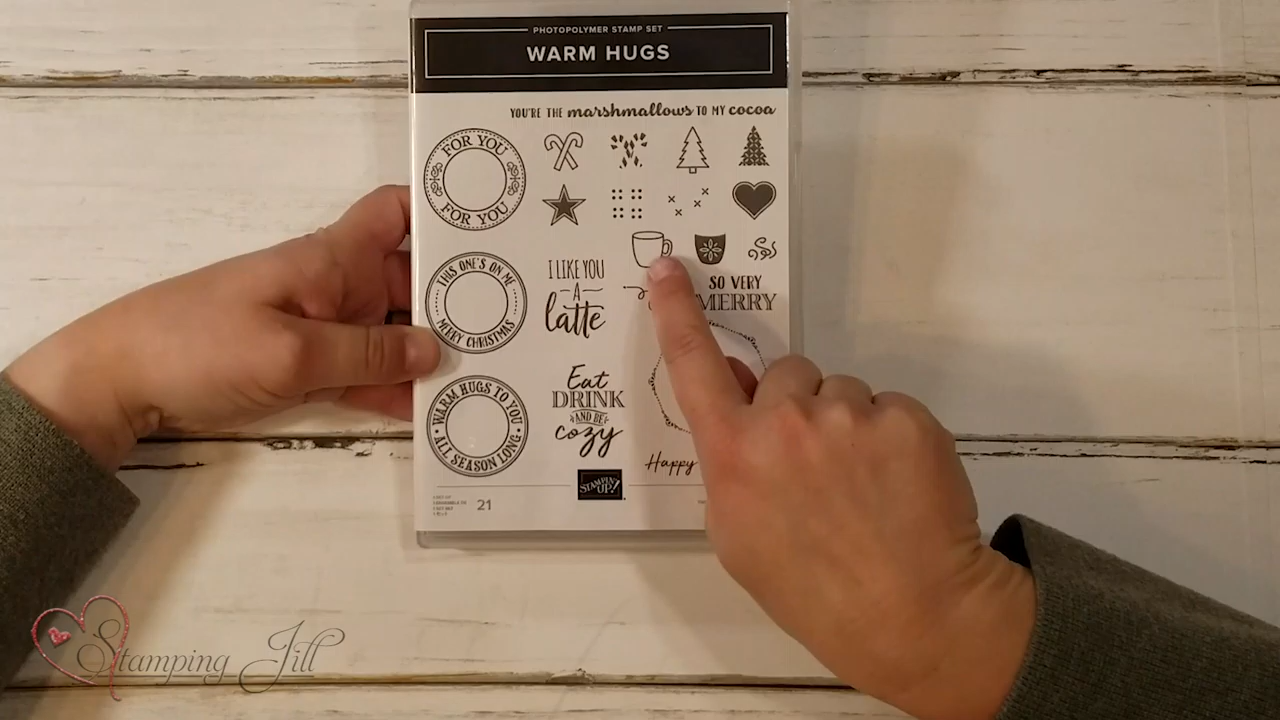 PHOTOPOLYMER STAMP SET
WARM HUGS
YOU'RE THE marshmallows TO MY cocoa
FOR YOU
FOR YOU
THIS ONE'S ON ME
MERRY CHRISTMAS
I LIKE YOU
A
latte
SO VERY
MERRY
WARM HUGS TO YOU
ALL SEASON LONG
Eat
DRINK
AND BE
cozy
Happy
STAMPIN' UP!
21
Stamping Jill